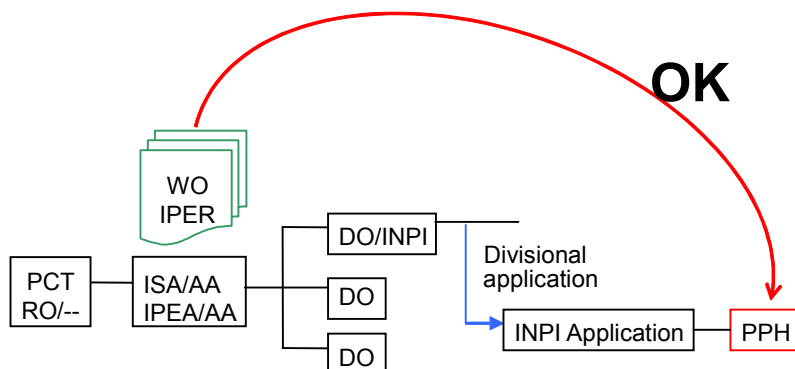 OK
WO
IPER
DO/INPI
Divisional
application
PCT
RO/--
ISA/AA
IPEA/AA
DO
INPI Application
PPH
DO